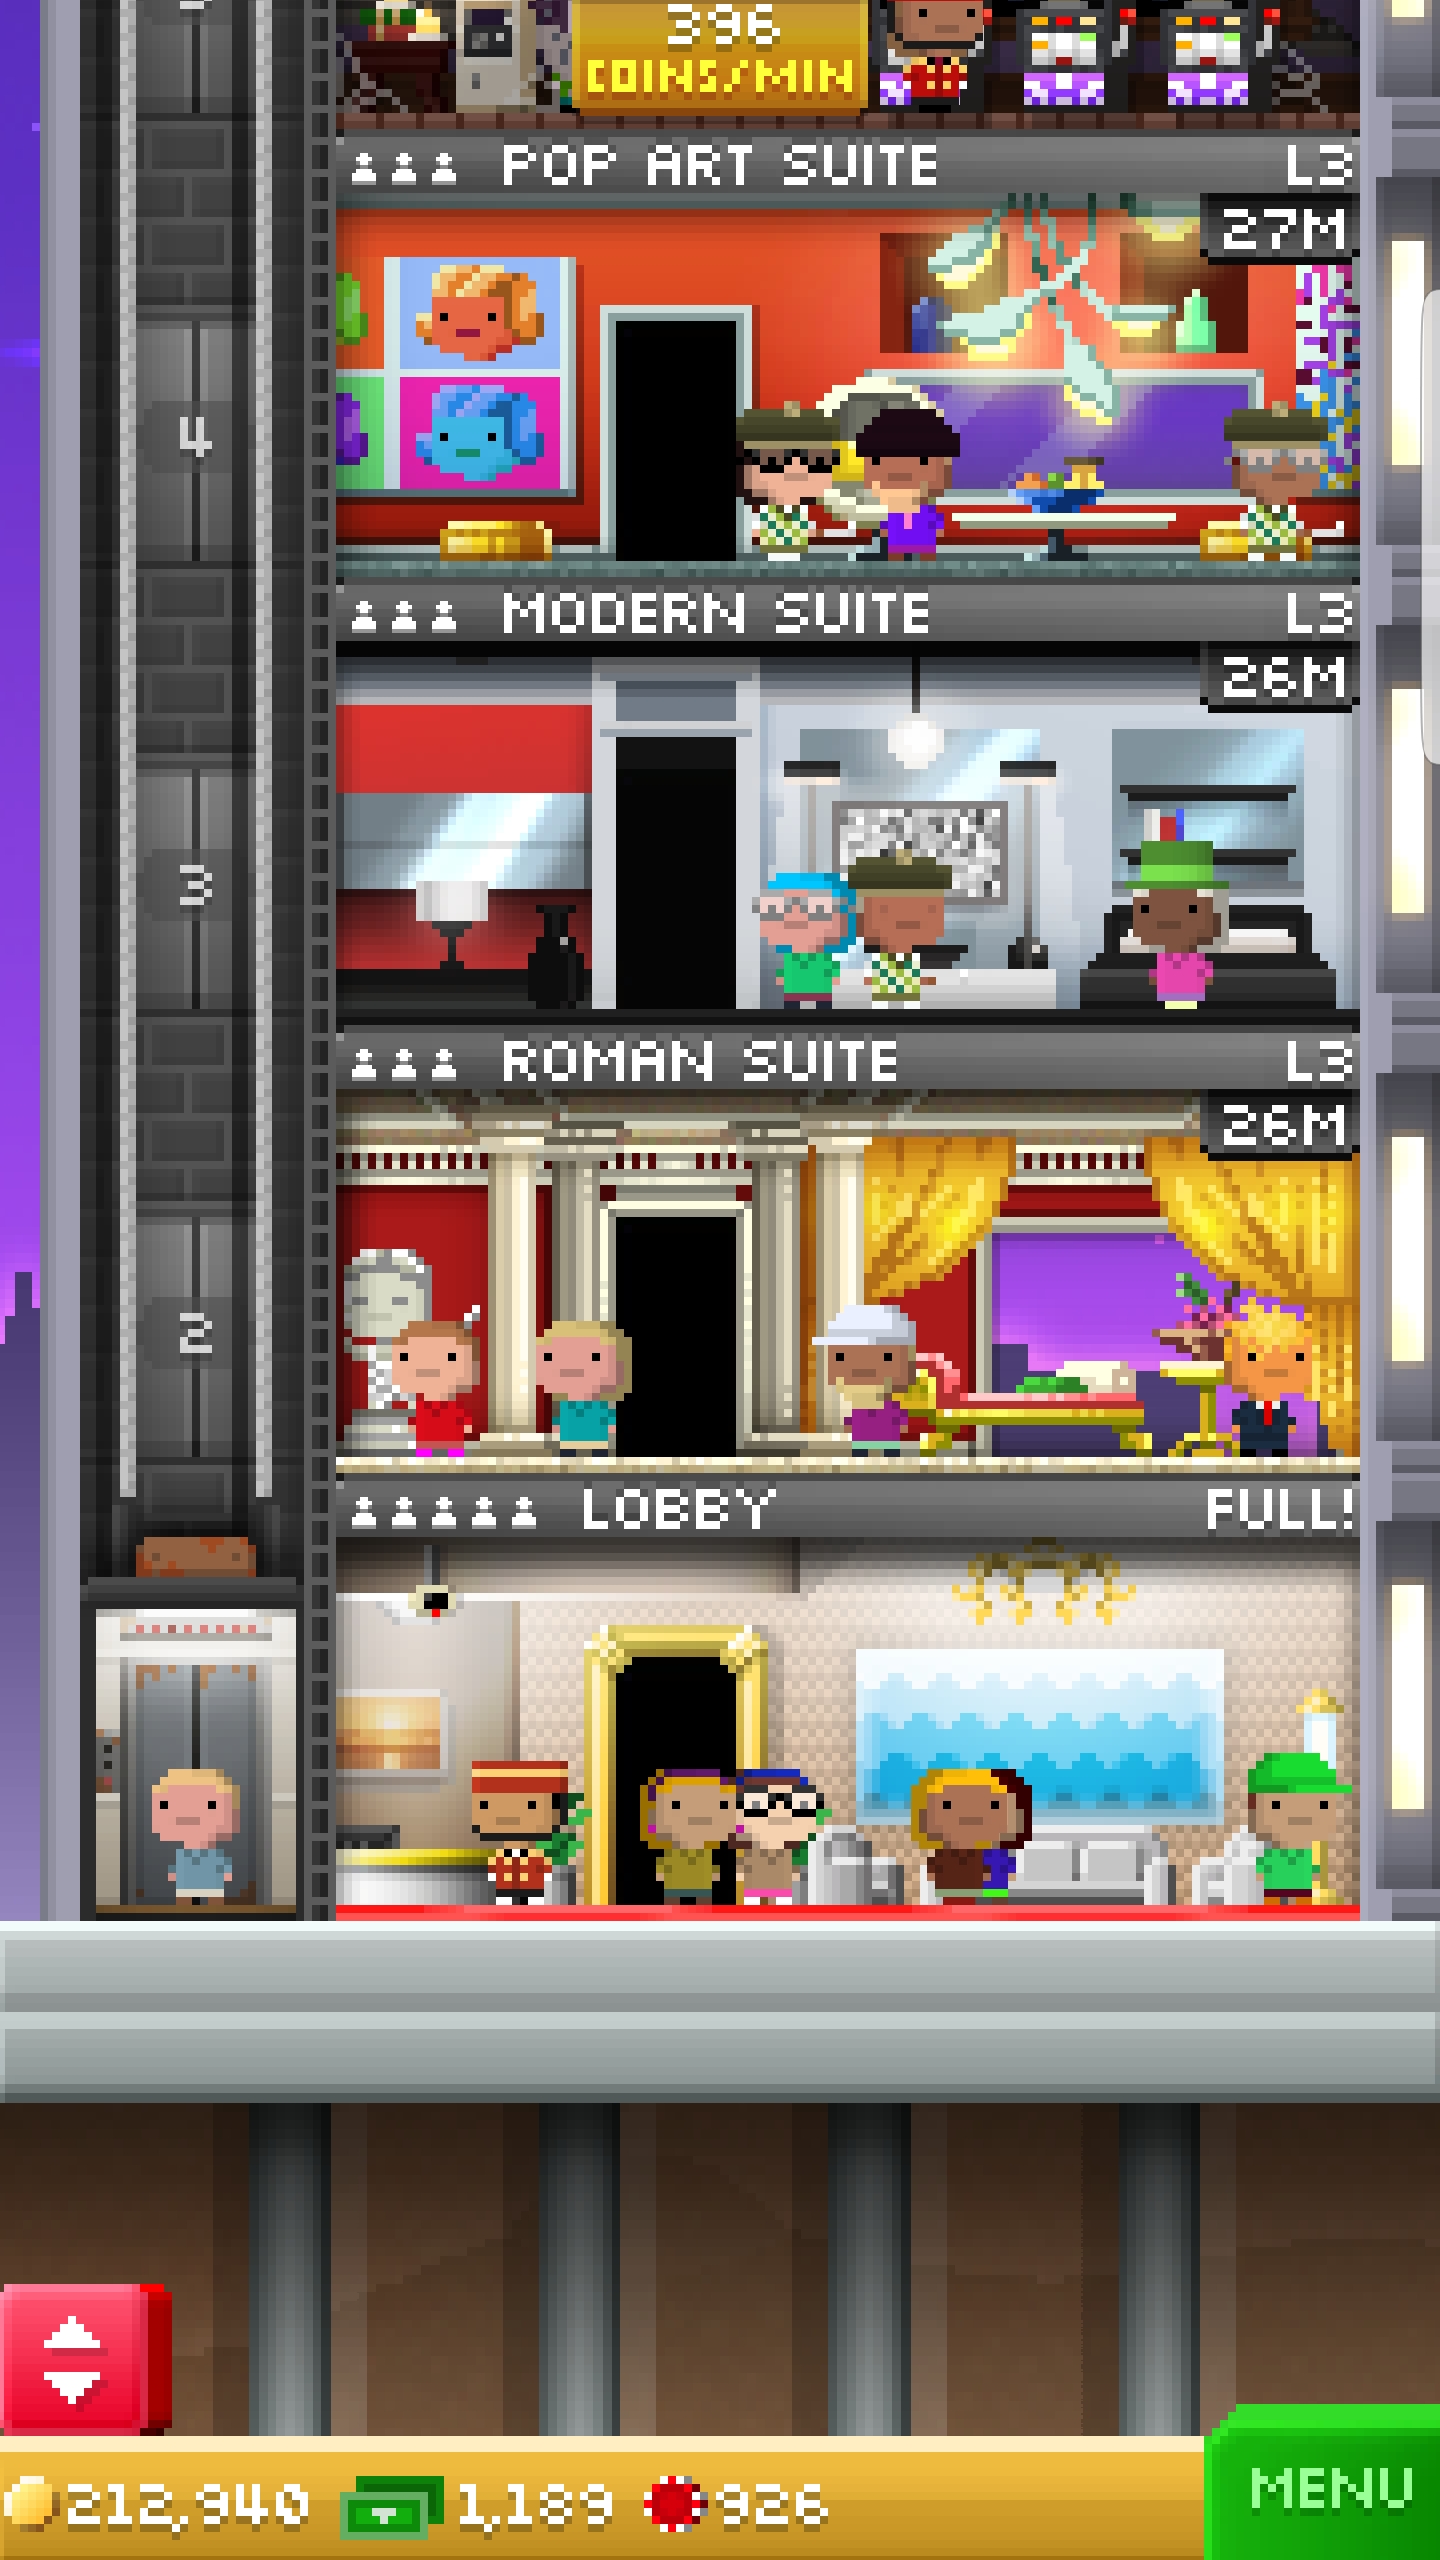 396
COINS/MIN
POP ART SUITE L3
27M
4
MODERN SUITE L3
26M
3
ROMAN SUITE L3
26M
2
LOBBY FULL!
212,940 1,189 926 MENU